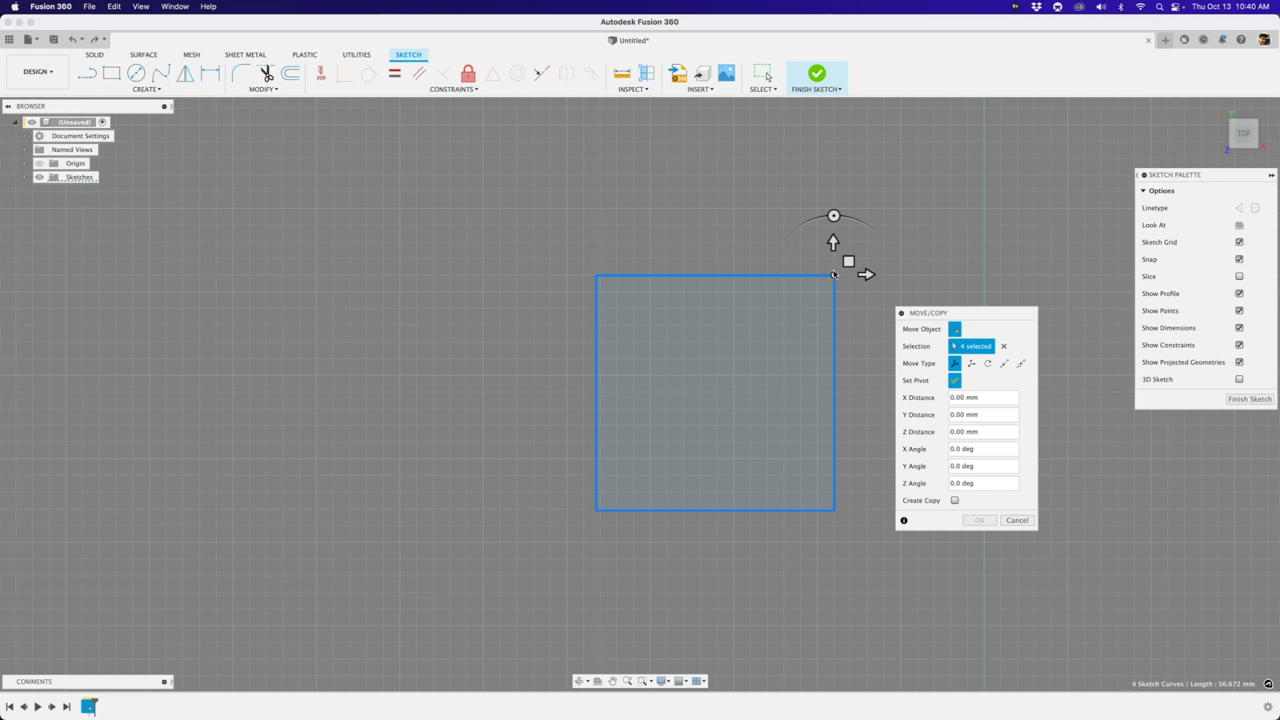 Fusion 360 File Edit View Window Help Thu Oct 13 10:40 AM
Autodesk Fusion 360
Untitled*
SOLID SURFACE MESH SHEET METAL PLASTIC UTILITIES SKETCH
DESIGN
CREATE MODIFY CONSTRAINTS INSPECT INSERT SELECT FINISH SKETCH
BROWSER
(Unsaved)
Document Settings
Named Views
Origin
Sketches
TOP
Y
X
Z
SKETCH PALETTE
Options
Linetype
Look At
Sketch Grid
Snap
Slice
Show Profile
Show Points
Show Dimensions
Show Constraints
Show Projected Geometries
3D Sketch
Finish Sketch
MOVE/COPY
Move Object
Selection 4 selected
Move Type
Set Pivot
X Distance 0.00 mm
Y Distance 0.00 mm
Z Distance 0.00 mm
X Angle 0.0 deg
Y Angle 0.0 deg
Z Angle 0.0 deg
Create Copy
OK Cancel
COMMENTS
4 Sketch Curves | Length : 56.672 mm